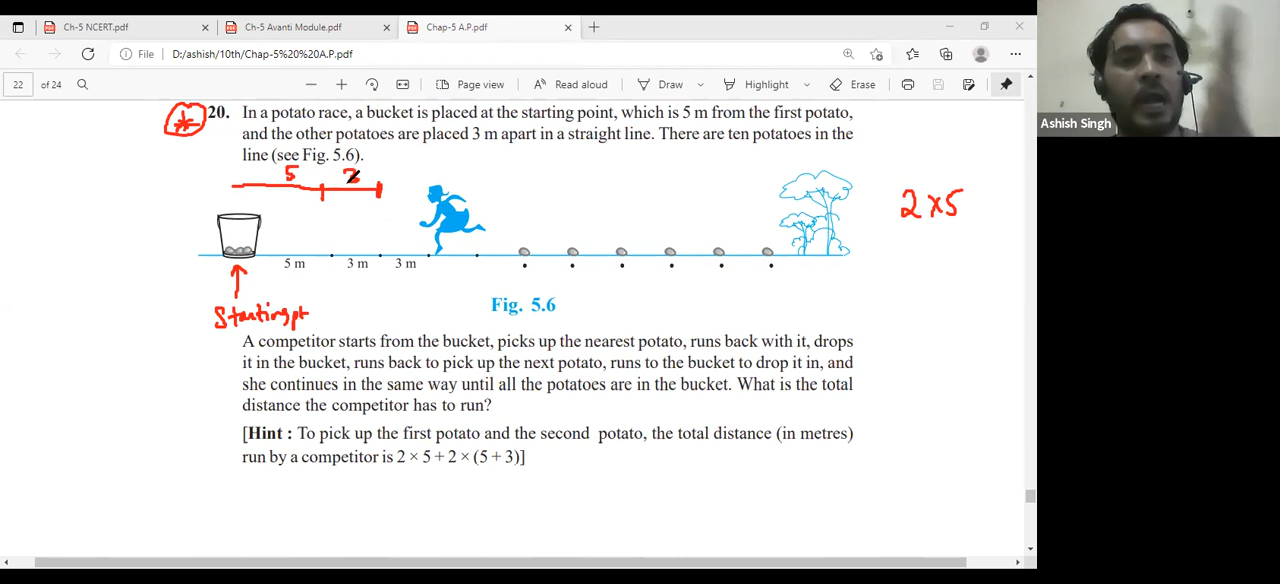 Ch-5 NCERT.pdf
Ch-5 Avanti Module.pdf
Chap-5 A.P.pdf
File
D:/ashish/10th/Chap-5%20%20A.P.pdf
22 of 24
Page view
Read aloud
Draw
Highlight
Erase
Ashish Singh
20. In a potato race, a bucket is placed at the starting point, which is 5 m from the first potato,
and the other potatoes are placed 3 m apart in a straight line. There are ten potatoes in the
line (see Fig. 5.6).
5 3
2 × 5
5 m 3 m 3 m
Starting pt
Fig. 5.6
A competitor starts from the bucket, picks up the nearest potato, runs back with it, drops
it in the bucket, runs back to pick up the next potato, runs to the bucket to drop it in, and
she continues in the same way until all the potatoes are in the bucket. What is the total
distance the competitor has to run?
[Hint : To pick up the first potato and the second potato, the total distance (in metres)
run by a competitor is 2 × 5 + 2 × (5 + 3)]